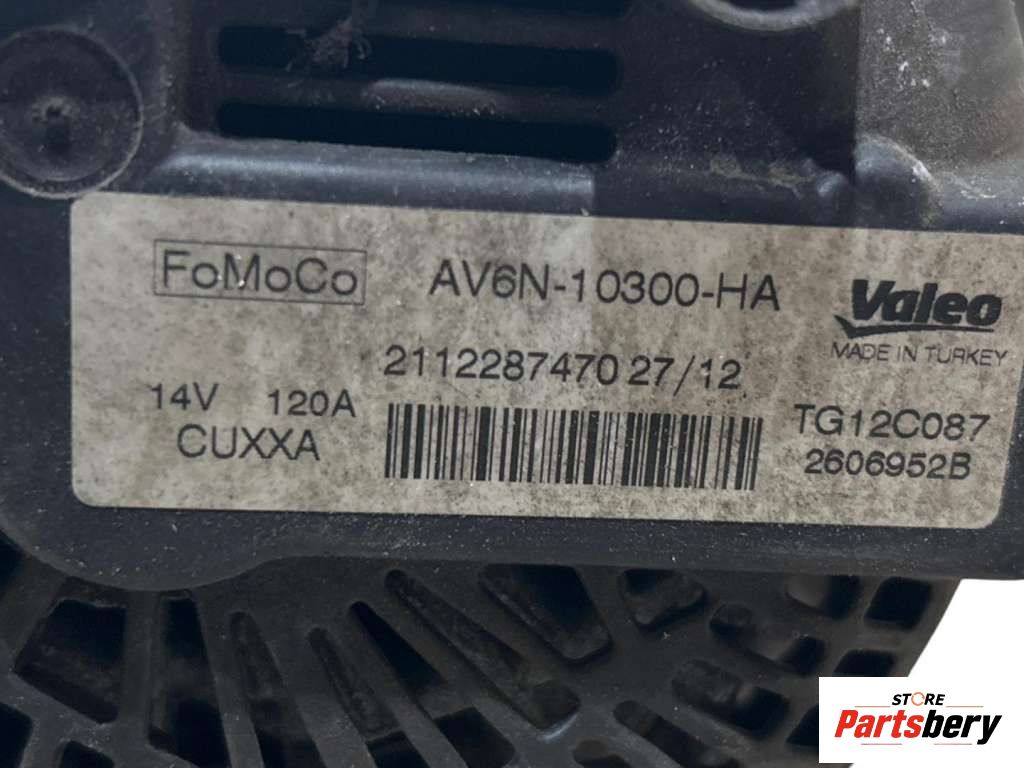 FoMoCo AV6N-10300-HA
Valeo
MADE IN TURKEY
2112287470 27/12
14V 120A
CUXXA
TG12C087
2606952B
STORE
Partsbery